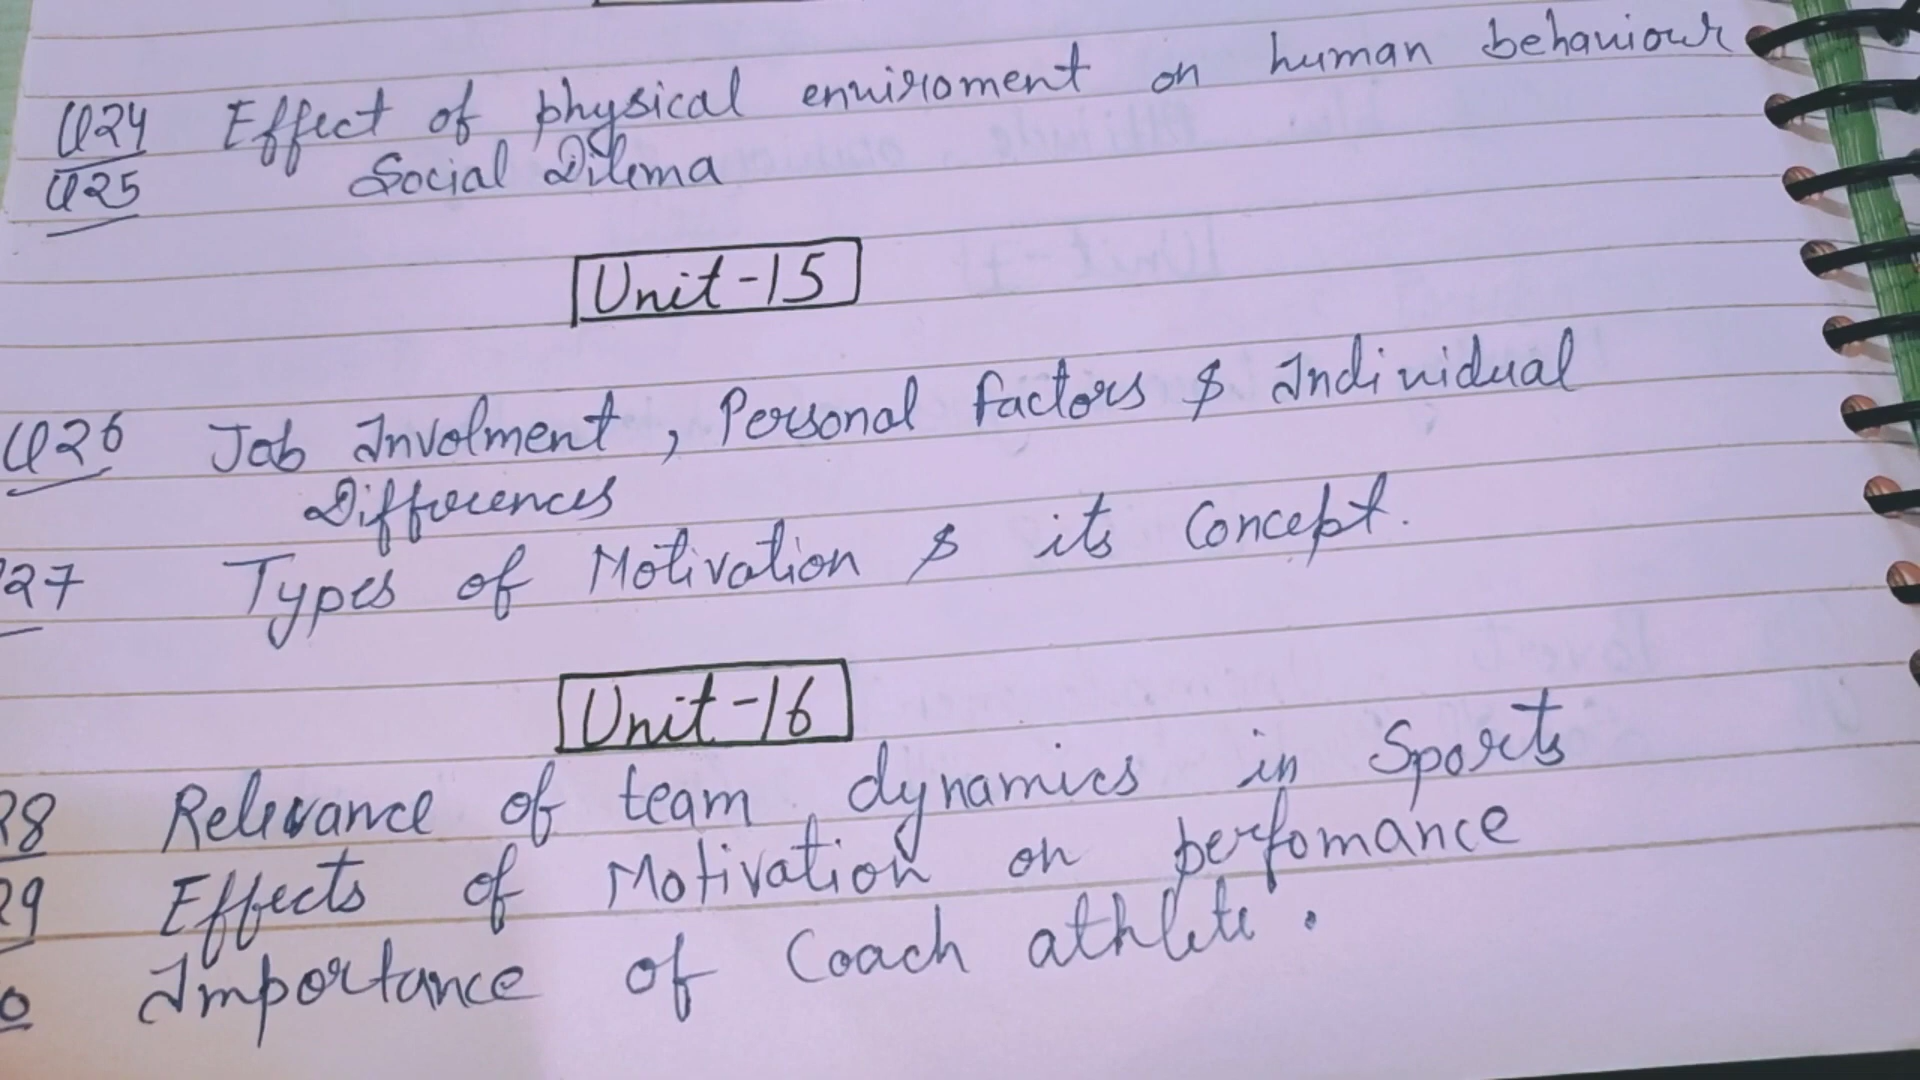 Q24 Effect of physical enviroment on human behaviour
Q25 Social Dilema
Unit-15
Q26 Job Involment, Personal factors & Individual
Differences
27 Types of Motivation & its Concept.
Unit-16
28 Relevance of team dynamics in Sports
29 Effects of Motivation on perfomance
0 Importance of Coach athlete.